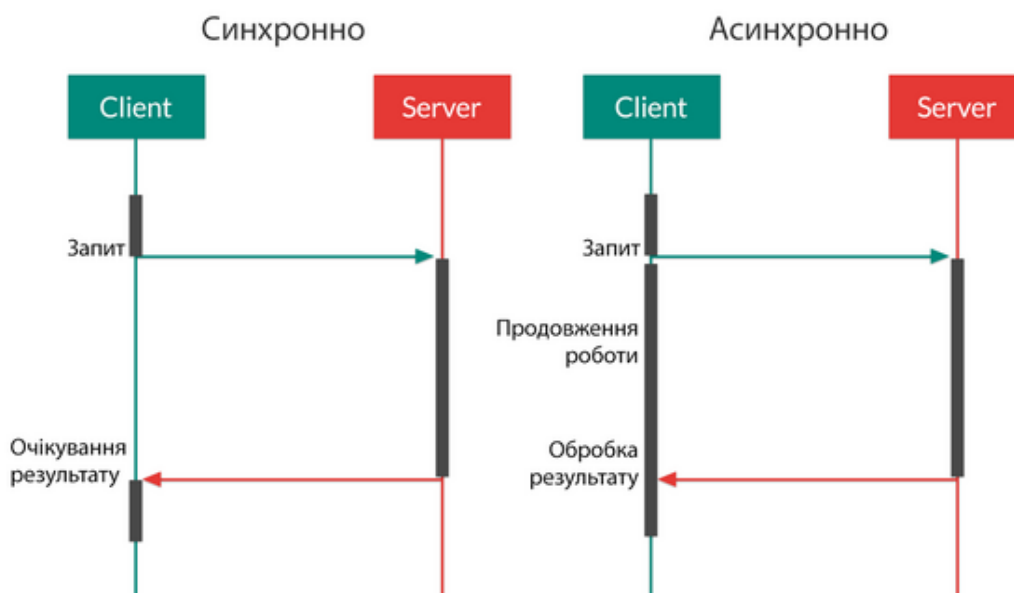 Синхронно
Client
Server
Запит
Очікування
результату
Асинхронно
Client
Server
Запит
Продовження
роботи
Обробка
результату